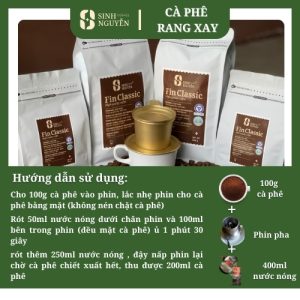 SINH
NGUYÊN
CÀ PHÊ
RANG XAY
Fin Classic
Fin Classic
Fin Classic
Hướng dẫn sử dụng:
Cho 100g cà phê vào phin, lắc nhẹ phin cho cà
phê bằng mặt (không nén chặt cà phê)
Rót 50ml nước nóng dưới chân phin và 100ml
bên trong phin (đều mặt cà phê) ủ 1 phút 30
giây
rót thêm 250ml nước nóng , đậy nắp phin lại
chờ cà phê chiết xuất hết, thu được 200ml cà
phê
100g
cà phê
+
Phin pha
+
400ml
nước nóng